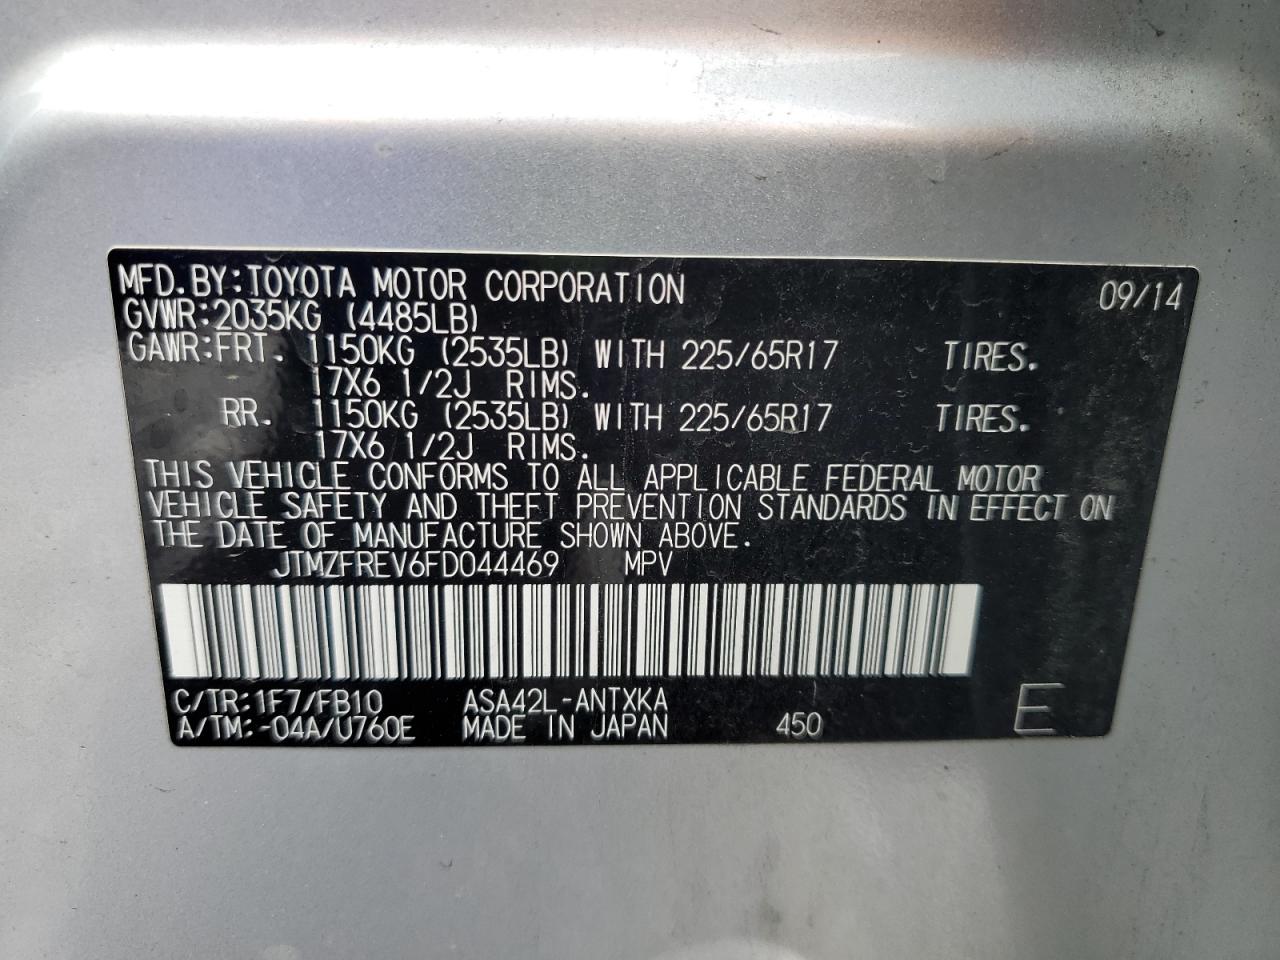 MFD.BY:TOYOTA MOTOR CORPORATION 09/14
GVWR:2035KG (4485LB)
GAWR:FRT. 1150KG (2535LB) WITH 225/65R17 TIRES.
17X6 1/2J RIMS.
RR. 1150KG (2535LB) WITH 225/65R17 TIRES.
17X6 1/2J RIMS.
THIS VEHICLE CONFORMS TO ALL APPLICABLE FEDERAL MOTOR
VEHICLE SAFETY AND THEFT PREVENTION STANDARDS IN EFFECT ON
THE DATE OF MANUFACTURE SHOWN ABOVE.
JTMZFREV6FD044469 MPV
C/TR:1F7/FB10 ASA42L-ANTXKA
A/TM:-04A/U760E MADE IN JAPAN 450 E